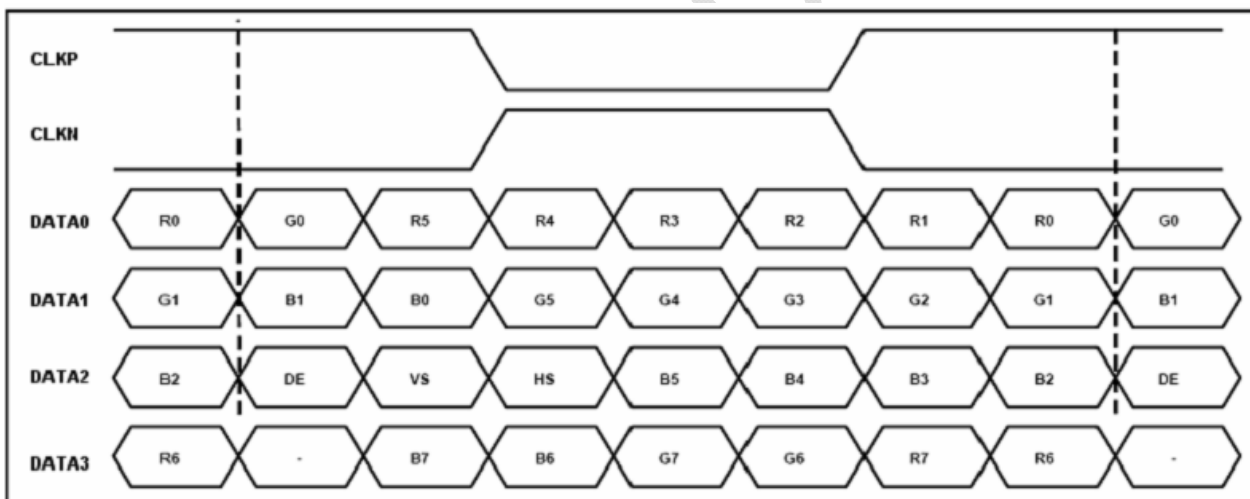 CLKP
CLKN
DATA0 R0 G0 R5 R4 R3 R2 R1 R0 G0
DATA1 G1 B1 B0 G5 G4 G3 G2 G1 B1
DATA2 B2 DE VS HS B5 B4 B3 B2 DE
DATA3 R6 - B7 B6 G7 G6 R7 R6 -